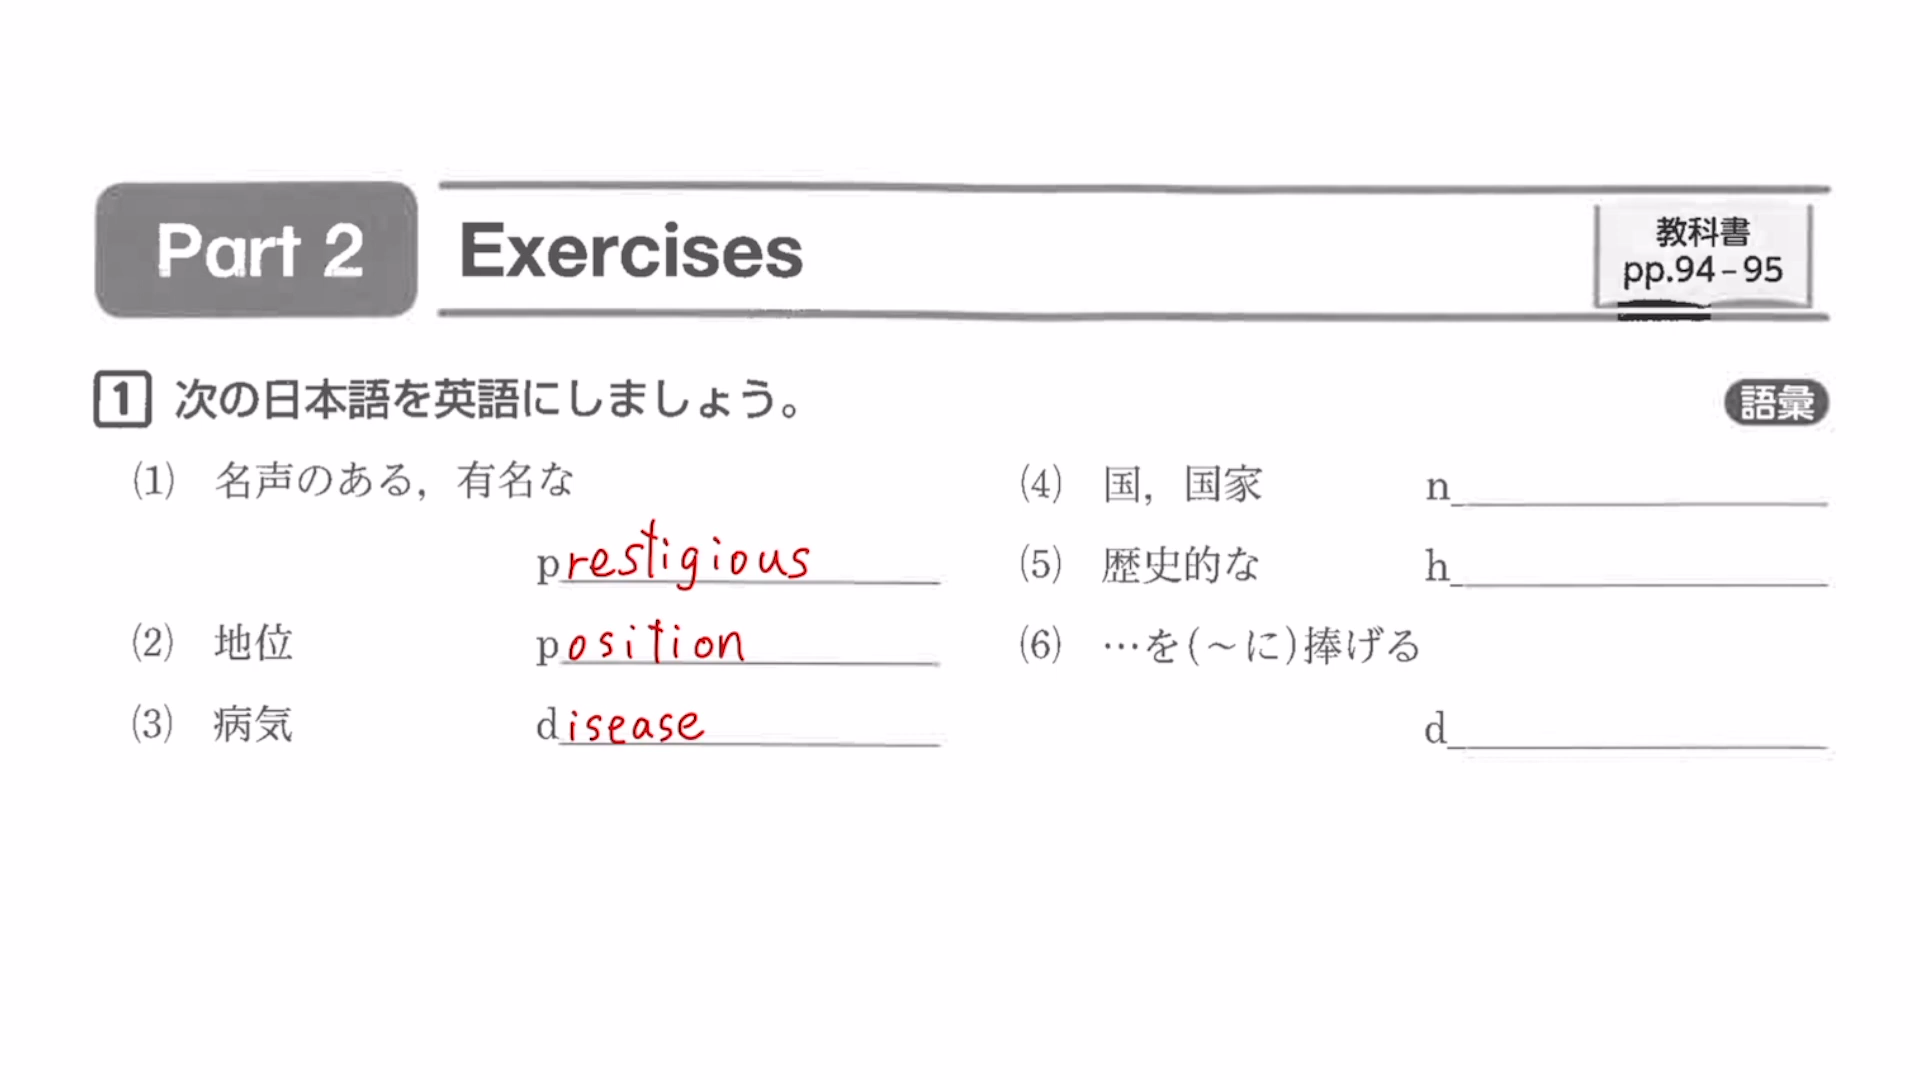 Part 2 Exercises
教科書
pp.94-95
1 次の日本語を英語にしましょう。 語彙
(1) 名声のある，有名な
prestigious
(2) 地位 position
(3) 病気 disease
(4) 国，国家 n
(5) 歴史的な h
(6) …を(～に)捧げる
d